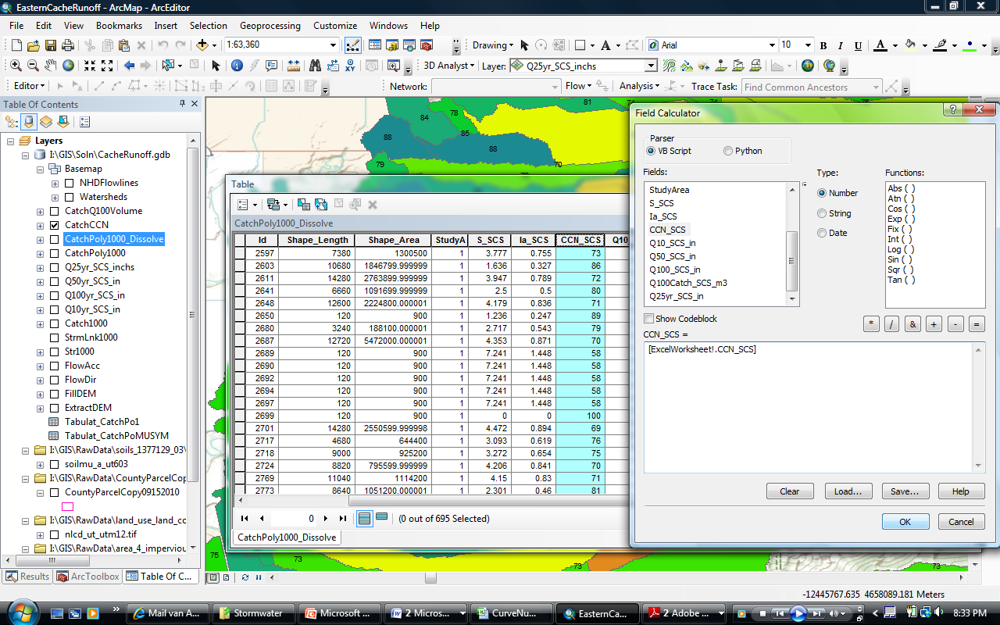 EasternCacheRunoff - ArcMap - ArcEditor
File Edit View Bookmarks Insert Selection Geoprocessing Customize Windows Help
1:63,360 Drawing Arial 10 B I U A
3D Analyst Layer: Q25yr_SCS_inchs
Editor Network: Flow Analysis Trace Task: Find Common Ancestors
Table Of Contents
Layers
I:\GIS\Soln\CacheRunoff.gdb
Basemap
NHDFlowlines
Watersheds
CatchQ100Volume
CatchCCN
CatchPoly1000_Dissolve
CatchPoly1000
Q25yr_SCS_inchs
Q50yr_SCS_in
Q100yr_SCS_in
Q10yr_SCS_in
Catch1000
StrmLnk1000
Str1000
FlowAcc
FlowDir
FillDEM
ExtractDEM
Tabulat_CatchPo1
Tabulat_CatchPoMUSYM
I:\GIS\RawData\soils_1377129_03\
soilmu_a_ut603
I:\GIS\RawData\CountyParcelCop
CountyParcelCopy09152010
I:\GIS\RawData\land_use_land_cc
nlcd_ut_utm12.tif
I:\GIS\RawData\area_4_imperviou
Results ArcToolbox Table Of C...
81
84
78
85
88
88
79
70
Table
CatchPoly1000_Dissolve
Id Shape_Length Shape_Area StudyA S_SCS Ia_SCS CCN_SCS Q10
2597 7380 1300500 1 3.777 0.755 73
2603 10680 1846799.999999 1 1.636 0.327 86
2611 14280 2763899.999999 1 3.947 0.789 72
2641 6660 1091699.999999 1 2.5 0.5 80
2648 12600 2224800.000001 1 4.179 0.836 71
2650 120 900 1 1.236 0.247 89
2680 3240 188100.000001 1 2.717 0.543 79
2687 12720 5472000.000001 1 4.353 0.871 70
2689 120 900 1 7.241 1.448 58
2690 120 900 1 7.241 1.448 58
2692 120 900 1 7.241 1.448 58
2694 120 900 1 7.241 1.448 58
2697 120 900 1 7.241 1.448 58
2699 120 900 1 0 0 100
2701 14280 2550599.999998 1 4.472 0.894 69
2717 4680 644400 1 3.093 0.619 76
2718 9000 925200 1 3.272 0.654 75
2724 8820 795599.999999 1 4.206 0.841 70
2769 11040 1114200 1 4.15 0.83 71
2773 8640 1051200.000001 1 2.301 0.46 81
0 (0 out of 695 Selected)
CatchPoly1000_Dissolve
75
73
73
73
Field Calculator
Parser
VB Script Python
Fields: Type: Functions:
StudyArea
S_SCS
Ia_SCS
CCN_SCS
Q10_SCS_in
Q50_SCS_in
Q100_SCS_in
Q100Catch_SCS_m3
Q25yr_SCS_in
Number
String
Date
Abs ( )
Atn ( )
Cos ( )
Exp ( )
Fix ( )
Int ( )
Log ( )
Sin ( )
Sqr ( )
Tan ( )
Show Codeblock * / & + - =
CCN_SCS =
[ExcelWorksheet!.CCN_SCS]
Clear Load... Save... Help
OK Cancel
-12445767.635 4658089.181 Meters
Mail van A... Stormwater Microsoft ... 2 Micros... CurveNu... EasternCa... 2 Adobe ... 8:33 PM